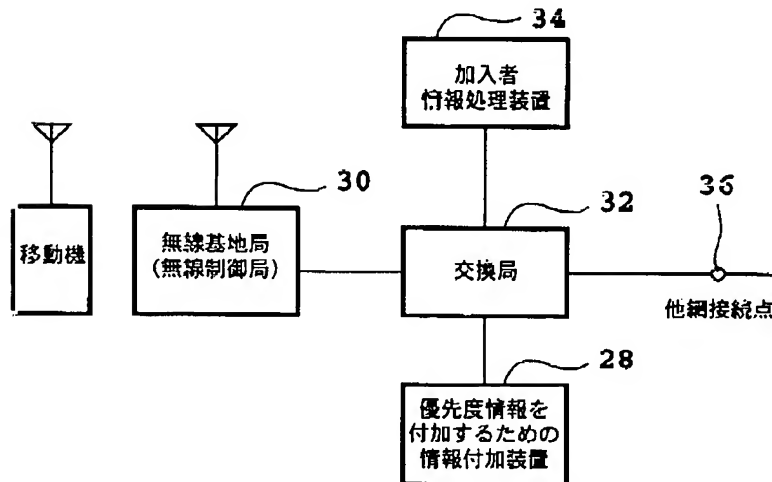 34
加入者
情報処理装置
30
32
36
移動機
無線基地局
(無線制御局)
交換局
他網接続点
28
優先度情報を
付加するための
情報付加装置